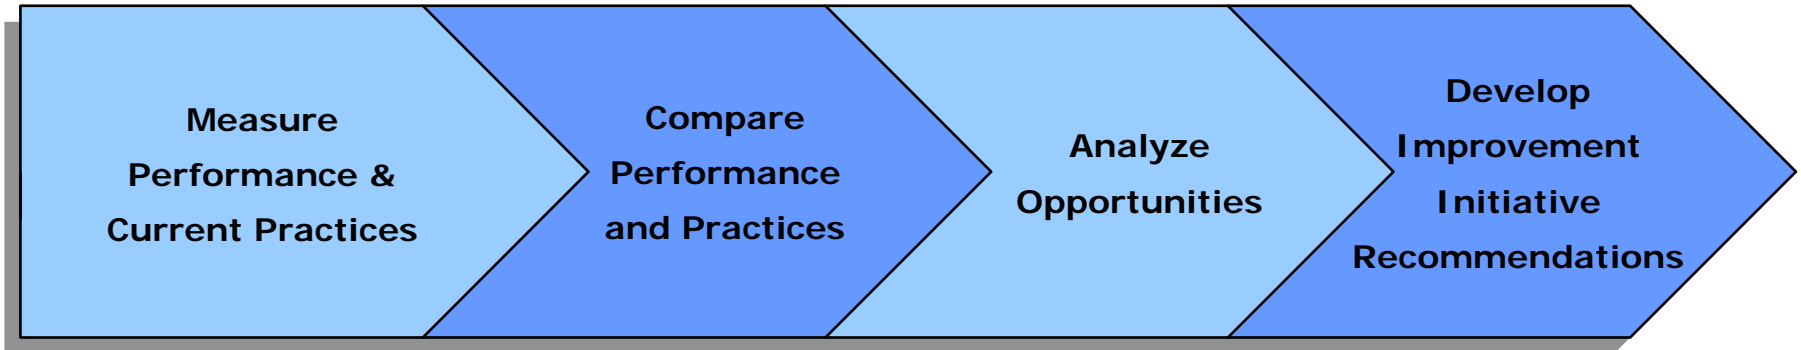 Measure
Performance &
Current Practices
Compare
Performance
and Practices
Analyze
Opportunities
Develop
Improvement
Initiative
Recommendations